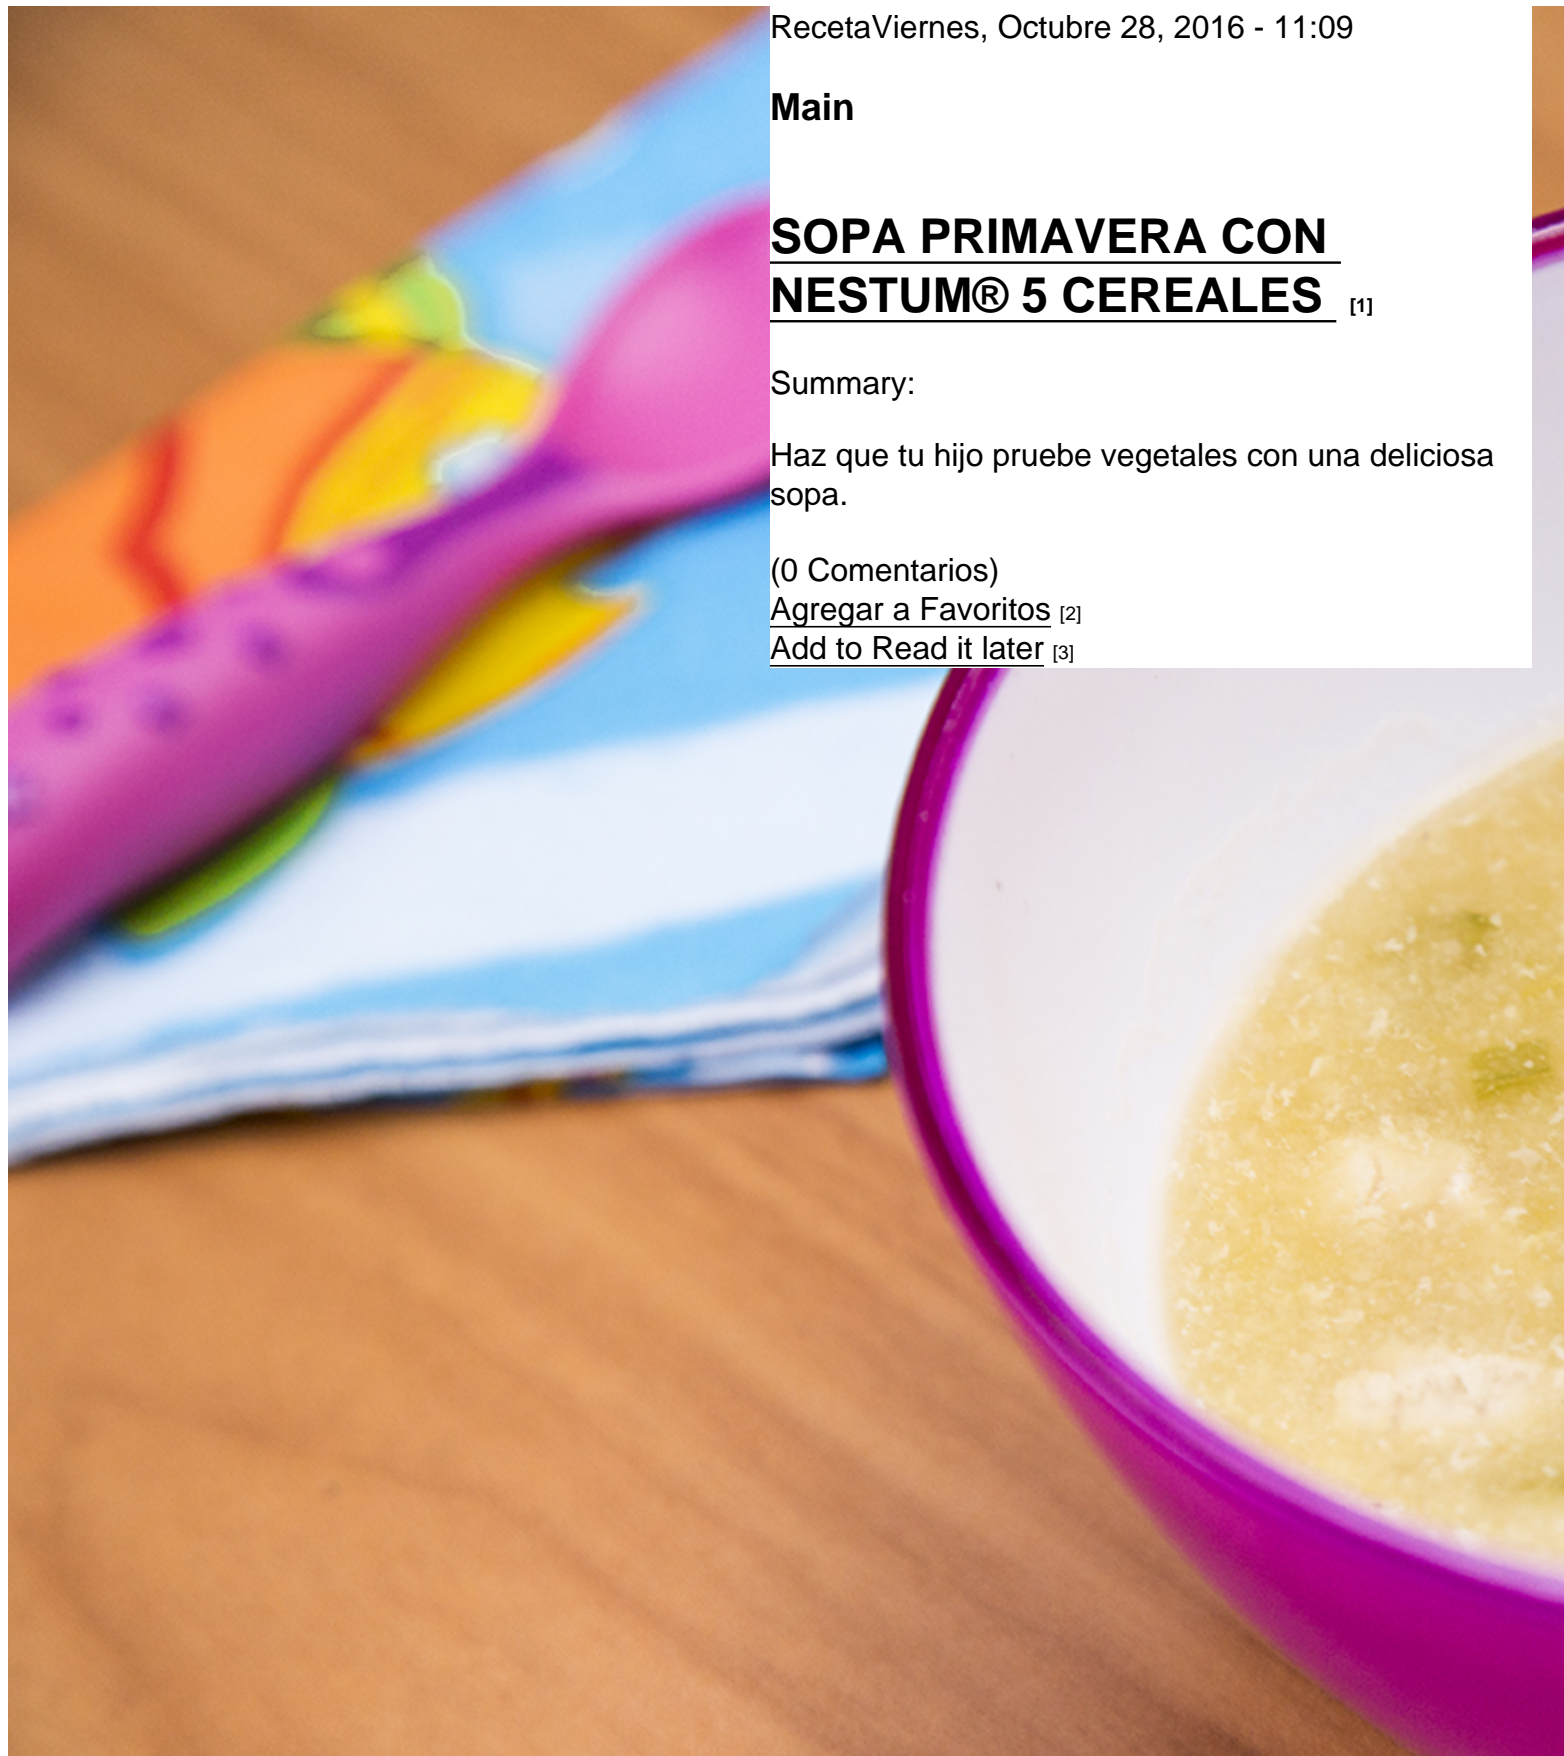 RecetaViernes, Octubre 28, 2016 - 11:09
Main
SOPA PRIMAVERA CON
NESTUM® 5 CEREALES [1]
Summary:
Haz que tu hijo pruebe vegetales con una deliciosa
sopa.
(0 Comentarios)
Agregar a Favoritos [2]
Add to Read it later [3]